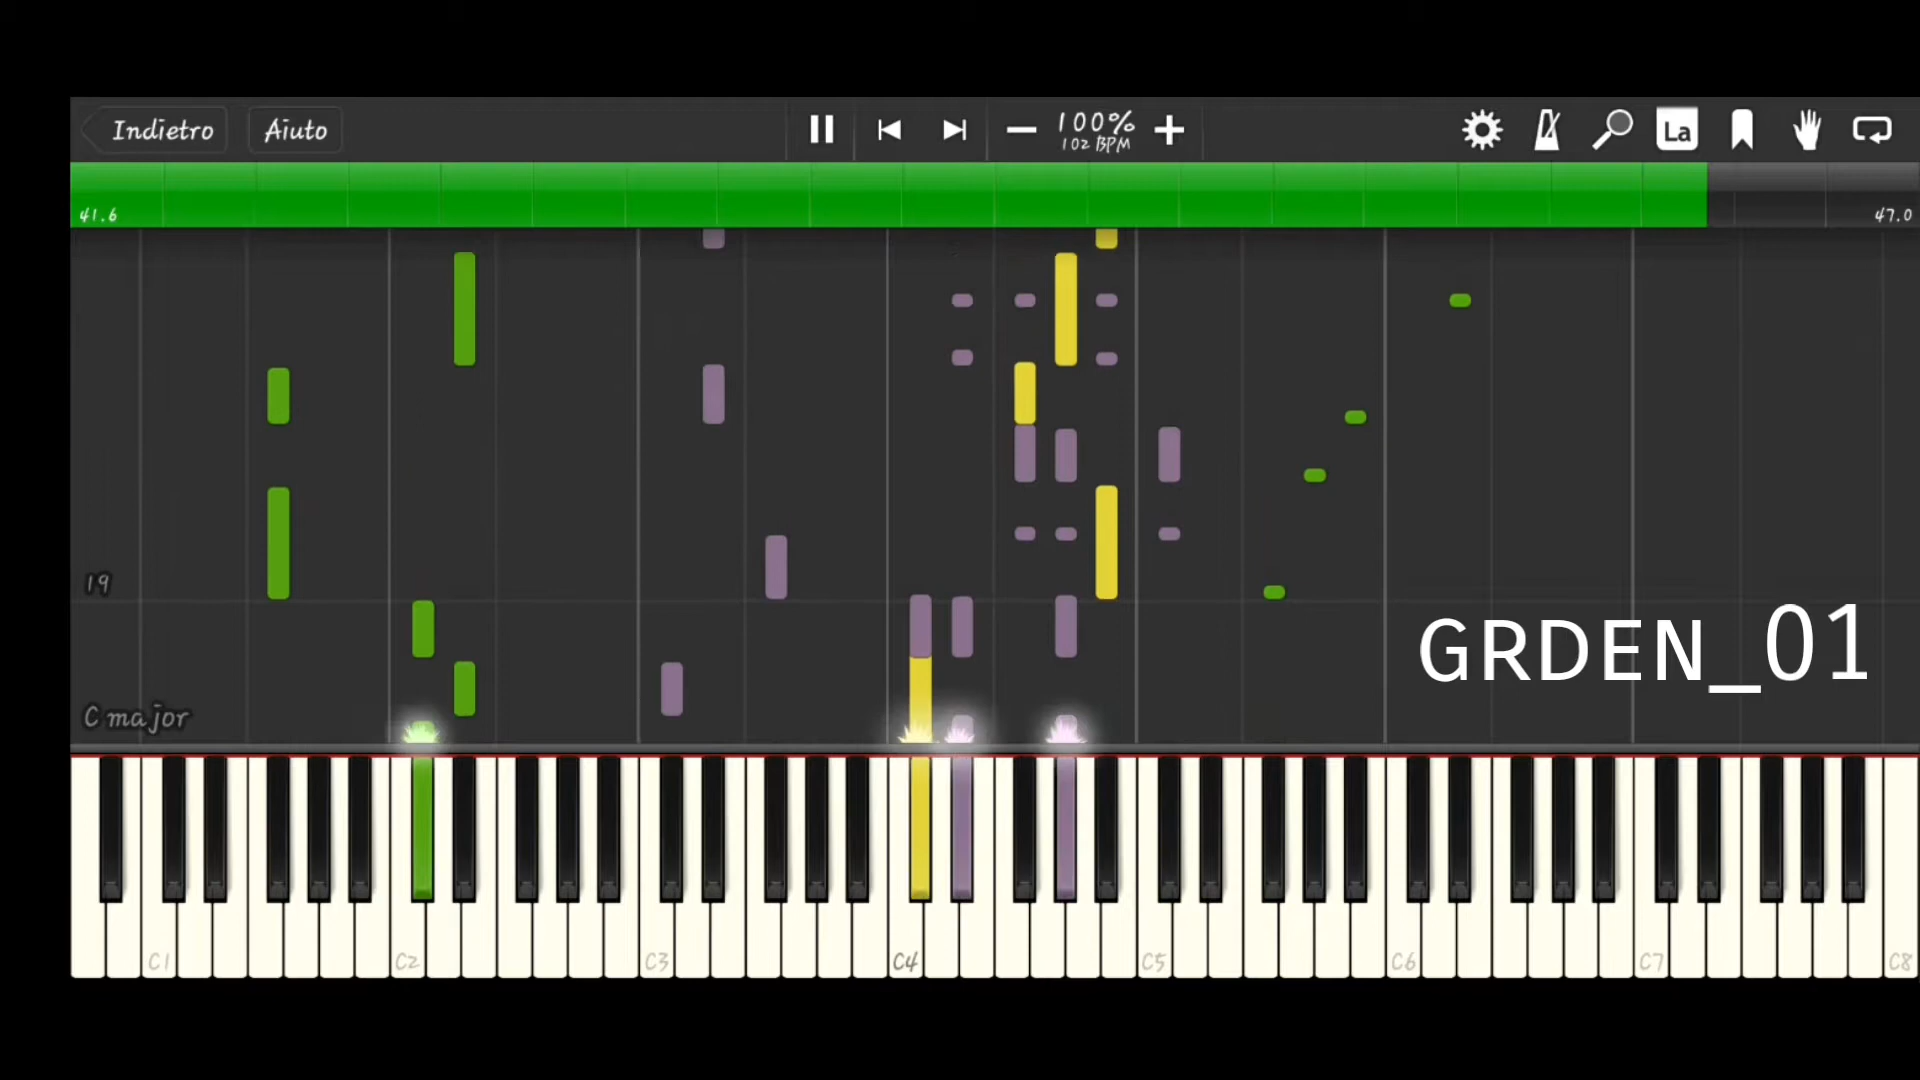 Indietro
Aiuto
100%
102 BPM
La
41.6
47.0
19
GRDEN_01
C major
C1
C2
C3
C4
C5
C6
C7
C8